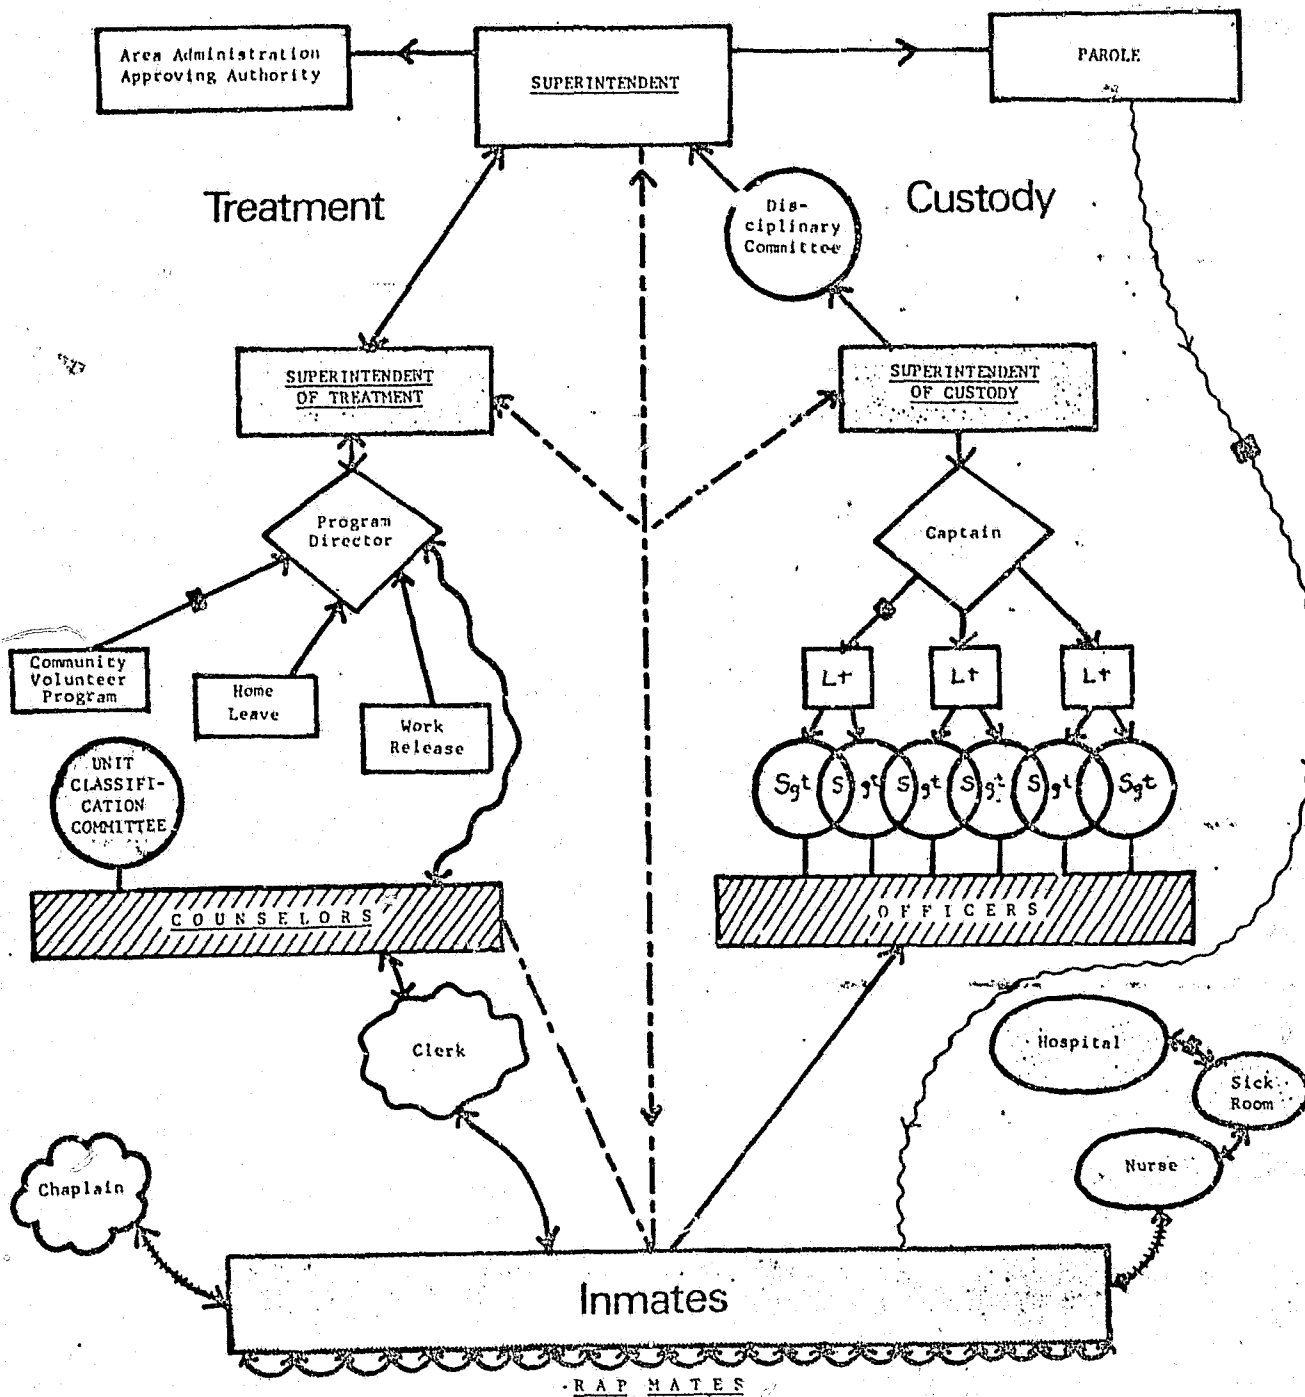 Area Administration
Approving Authority
SUPERINTENDENT
PAROLE
Treatment
Custody
Dis-
ciplinary
Committee
SUPERINTENDENT
OF TREATMENT
SUPERINTENDENT
OF CUSTODY
Program
Director
Captain
Community
Volunteer
Program
Home
Leave
Work
Release
Lt
Lt
Lt
UNIT
CLASSIFI-
CATION
COMMITTEE
Sgt
Sgt
Sgt
Sgt
Sgt
Sgt
COUNSELORS
OFFICERS
Clerk
Hospital
Sick
Room
Nurse
Chaplain
Inmates
RAP MATES